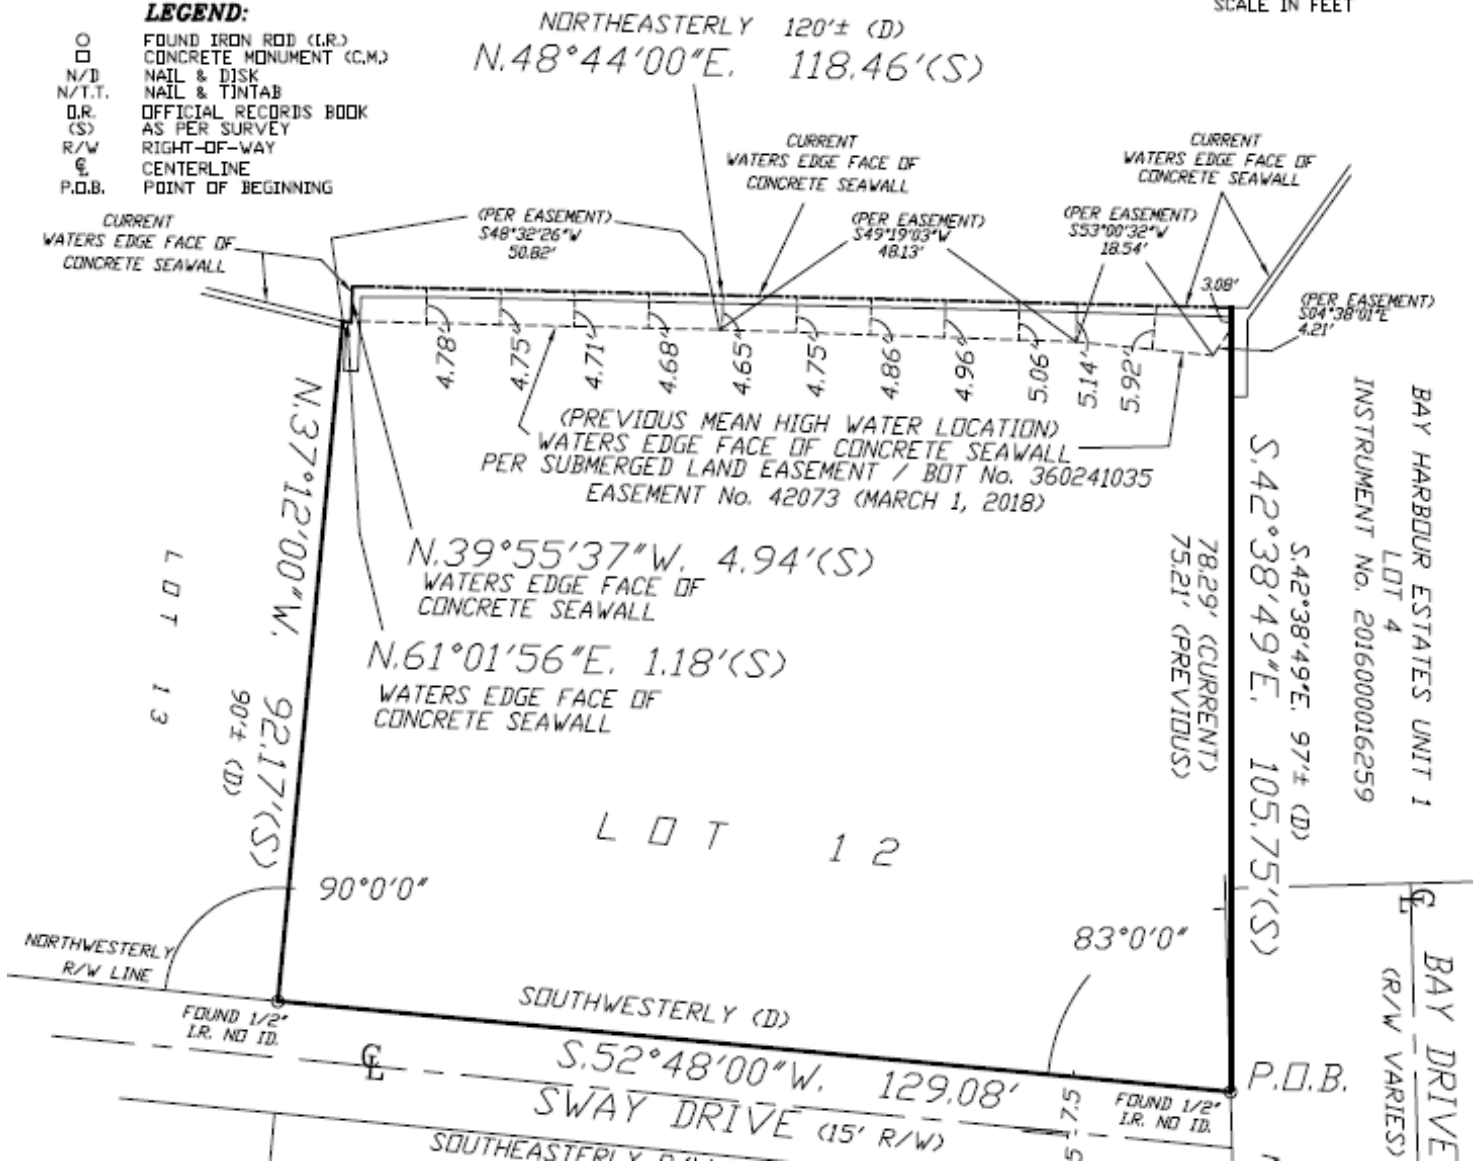 SCALE IN FEET
LEGEND:
FOUND IRON ROD (I.R.)
CONCRETE MONUMENT (C.M.)
N/D NAIL & DISK
N/T.T. NAIL & TINTAB
O.R. OFFICIAL RECORDS BOOK
(S) AS PER SURVEY
R/W RIGHT-OF-WAY
℄ CENTERLINE
P.O.B. POINT OF BEGINNING
NORTHEASTERLY 120'± (D)
N.48°44'00"E. 118.46'(S)
CURRENT
WATERS EDGE FACE OF
CONCRETE SEAWALL
CURRENT
WATERS EDGE FACE OF
CONCRETE SEAWALL
CURRENT
WATERS EDGE FACE OF
CONCRETE SEAWALL
(PER EASEMENT)
S48°32'26"W
50.82'
(PER EASEMENT)
S49°19'03"W
48.13'
(PER EASEMENT)
S53°00'32"W
18.54'
3.08'
(PER EASEMENT)
S04°38'01"E
4.21'
4.78'
4.75'
4.71'
4.68'
4.65'
4.75'
4.86'
4.96'
5.06'
5.14'
5.92'
(PREVIOUS MEAN HIGH WATER LOCATION)
WATERS EDGE FACE OF CONCRETE SEAWALL
PER SUBMERGED LAND EASEMENT / BOT No. 360241035
EASEMENT No. 42073 (MARCH 1, 2018)
N.39°55'37"W. 4.94'(S)
WATERS EDGE FACE OF
CONCRETE SEAWALL
N.61°01'56"E. 1.18'(S)
WATERS EDGE FACE OF
CONCRETE SEAWALL
N.37°12'00"W. 92.17'(S)
90'± (D)
LOT 13
78.29' (CURRENT)
75.21' (PREVIOUS)
S.42°38'49"E. 105.75'(S)
S.42°38'49"E. 97'± (D)
BAY HARBOUR ESTATES UNIT 1
LOT 4
INSTRUMENT No. 2016000016259
LOT 12
90°0'0"
83°0'0"
NORTHWESTERLY
R/W LINE
FOUND 1/2"
I.R. NO ID.
SOUTHWESTERLY (D)
S.52°48'00"W. 129.08'
℄
SWAY DRIVE (15' R/W)
7.5
FOUND 1/2"
I.R. NO ID.
P.O.B.
℄
BAY DRIVE
(R/W VARIES)
SOUTHEASTERLY